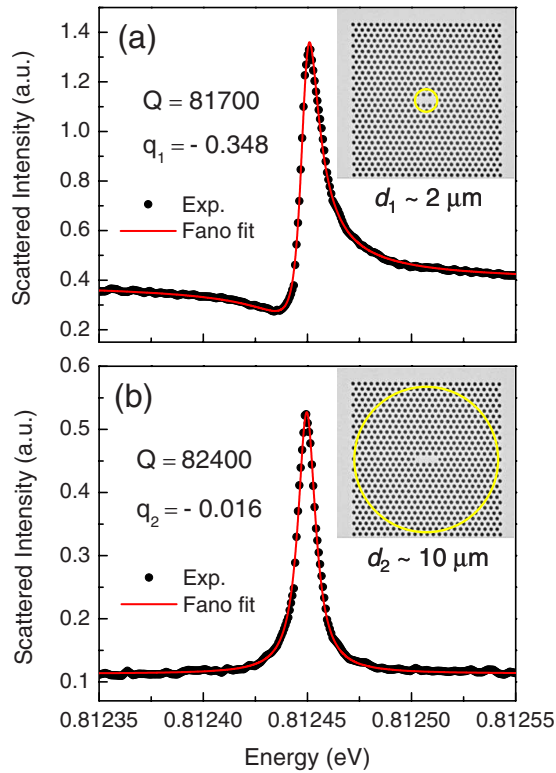 (a)
Q = 81700
q₁ = - 0.348
Exp.
Fano fit
d₁ ~ 2 μm
Scattered Intensity (a.u.)
1.4
1.2
1.0
0.8
0.6
0.4
0.2
(b)
Q = 82400
q₂ = - 0.016
Exp.
Fano fit
d₂ ~ 10 μm
Scattered Intensity (a.u.)
0.6
0.5
0.4
0.3
0.2
0.1
0.81235 0.81240 0.81245 0.81250 0.81255
Energy (eV)